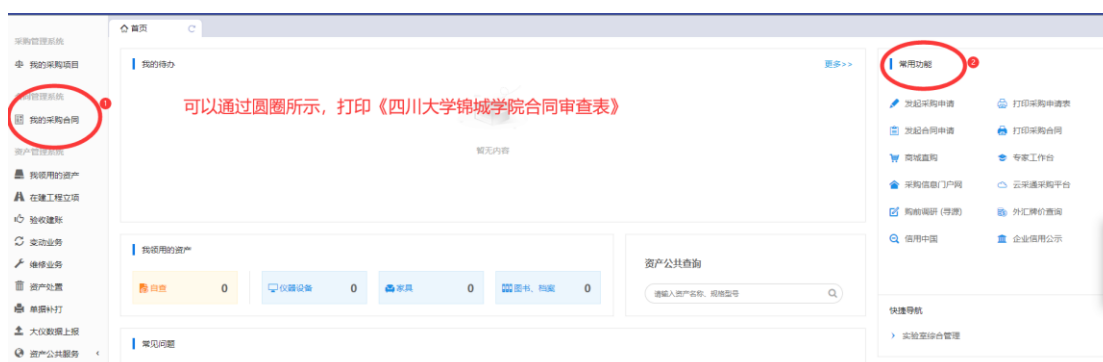 首页
采购管理系统
我的采购项目
我的采购合同
资产管理系统
我领用的资产
在建工程立项
验收建账
变动业务
维修业务
资产处置
单据补打
大仪数据上报
资产公共服务
我的待办
更多>>
可以通过圆圈所示，打印《四川大学锦城学院合同审查表》
暂无内容
我领用的资产
自查 0
仪器设备 0
家具 0
图书、档案 0
资产公共查询
请输入资产名称、规格型号
常见问题
常用功能
发起采购申请 打印采购申请表
发起合同申请 打印采购合同
商城直购 专家工作台
采购信息门户网 云采通采购平台
购前调研 (寻源) 外汇牌价查询
信用中国 企业信用公示
快捷导航
实验室综合管理
1
2